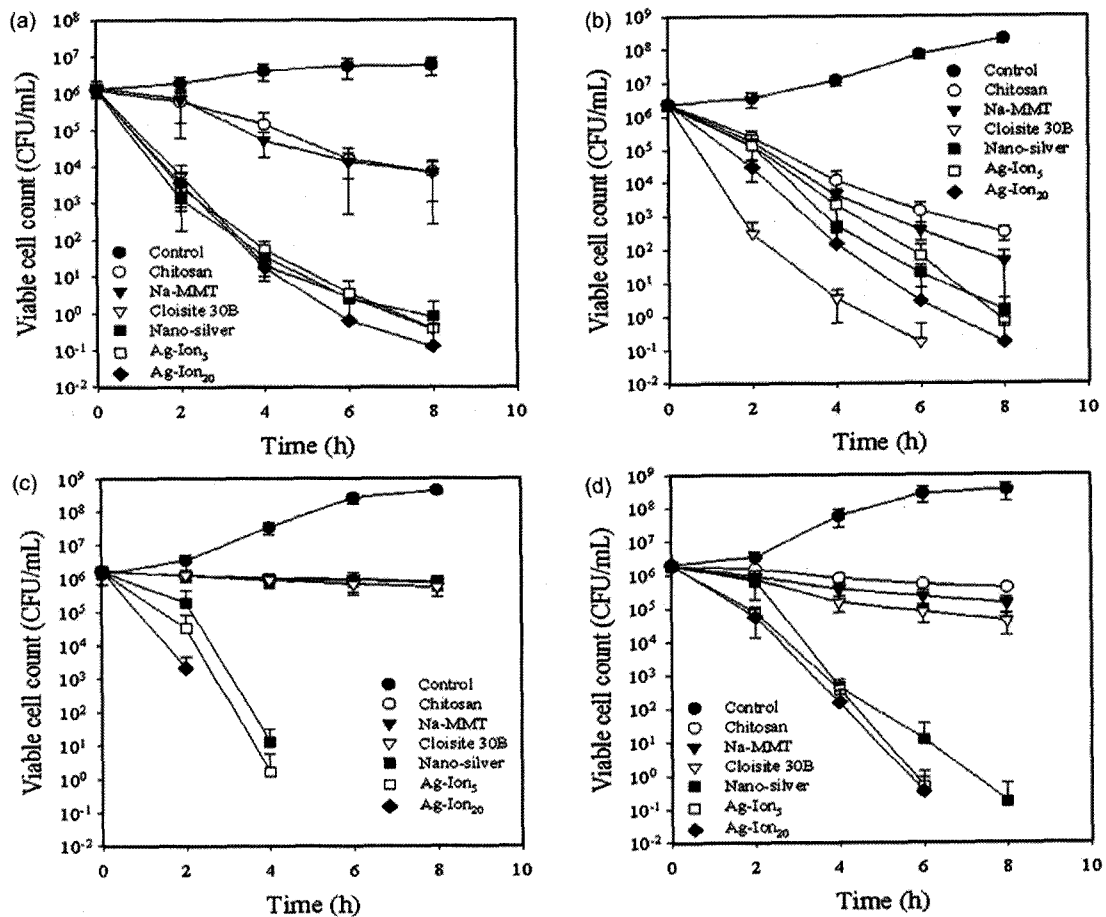 (a)
Viable cell count (CFU/mL)
10⁸
10⁷
10⁶
10⁵
10⁴
10³
10²
10¹
10⁰
10⁻¹
10⁻²
Control
Chitosan
Na-MMT
Cloisite 30B
Nano-silver
Ag-Ion₅
Ag-Ion₂₀
0 2 4 6 8 10
Time (h)
(b)
Viable cell count (CFU/mL)
10⁹
10⁸
10⁷
10⁶
10⁵
10⁴
10³
10²
10¹
10⁰
10⁻¹
10⁻²
Control
Chitosan
Na-MMT
Cloisite 30B
Nano-silver
Ag-Ion₅
Ag-Ion₂₀
0 2 4 6 8 10
Time (h)
(c)
Viable cell count (CFU/mL)
10⁹
10⁸
10⁷
10⁶
10⁵
10⁴
10³
10²
10¹
10⁰
10⁻¹
10⁻²
Control
Chitosan
Na-MMT
Cloisite 30B
Nano-silver
Ag-Ion₅
Ag-Ion₂₀
0 2 4 6 8 10
Time (h)
(d)
Viable cell count (CFU/mL)
10⁹
10⁸
10⁷
10⁶
10⁵
10⁴
10³
10²
10¹
10⁰
10⁻¹
10⁻²
Control
Chitosan
Na-MMT
Cloisite 30B
Nano-silver
Ag-Ion₅
Ag-Ion₂₀
0 2 4 6 8 10
Time (h)